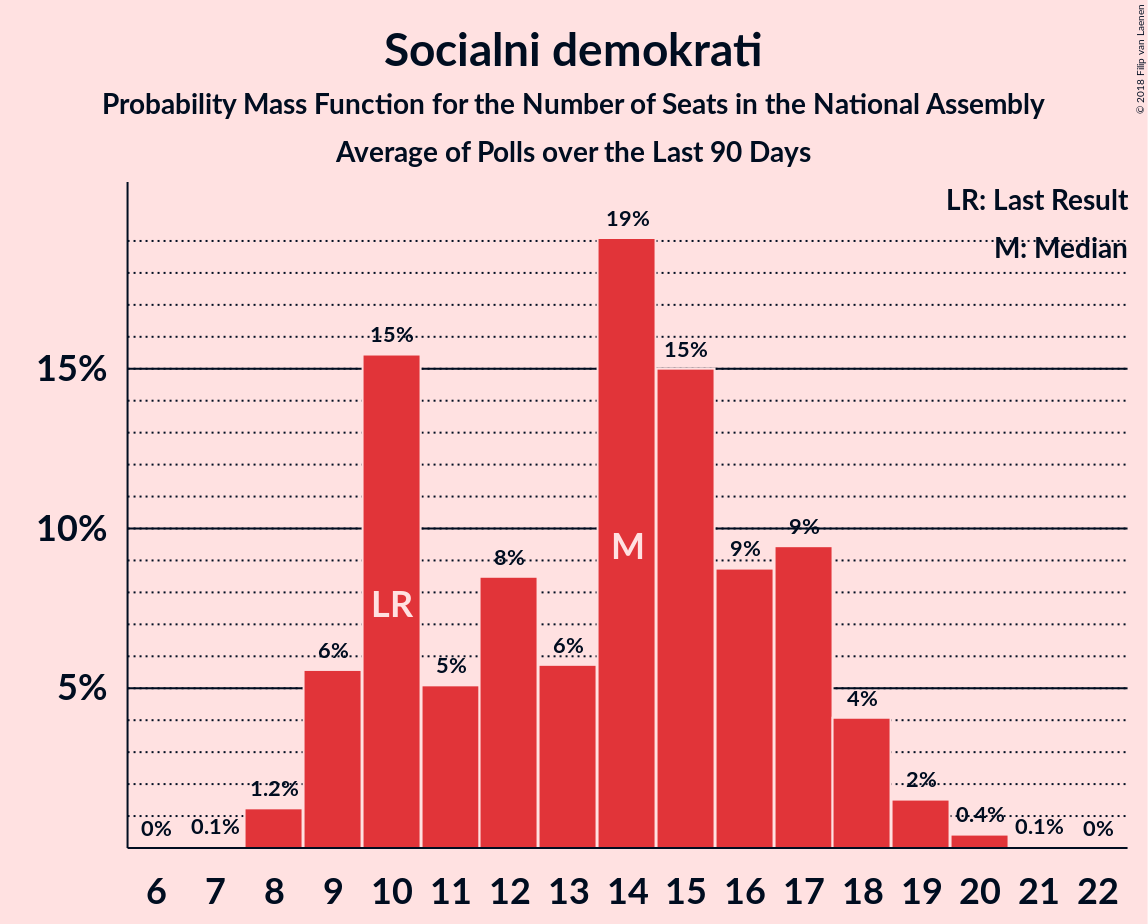 Socialni demokrati
Probability Mass Function for the Number of Seats in the National Assembly
Average of Polls over the Last 90 Days
© 2018 Filip van Laenen
LR: Last Result
M: Median
15%
10%
5%
0%
0.1%
1.2%
6%
15%
5%
8%
6%
19%
15%
9%
9%
4%
2%
0.4%
0.1%
0%
LR
M
6 7 8 9 10 11 12 13 14 15 16 17 18 19 20 21 22